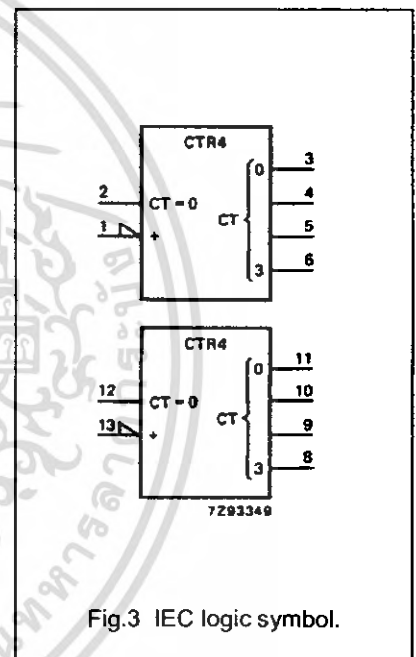 CTR4
0 3
2 CT = 0 4
CT
1 + 5
3 6
CTR4
0 11
12 CT = 0 10
CT
13 + 9
3 8
7Z93349
Fig.3 IEC logic symbol.